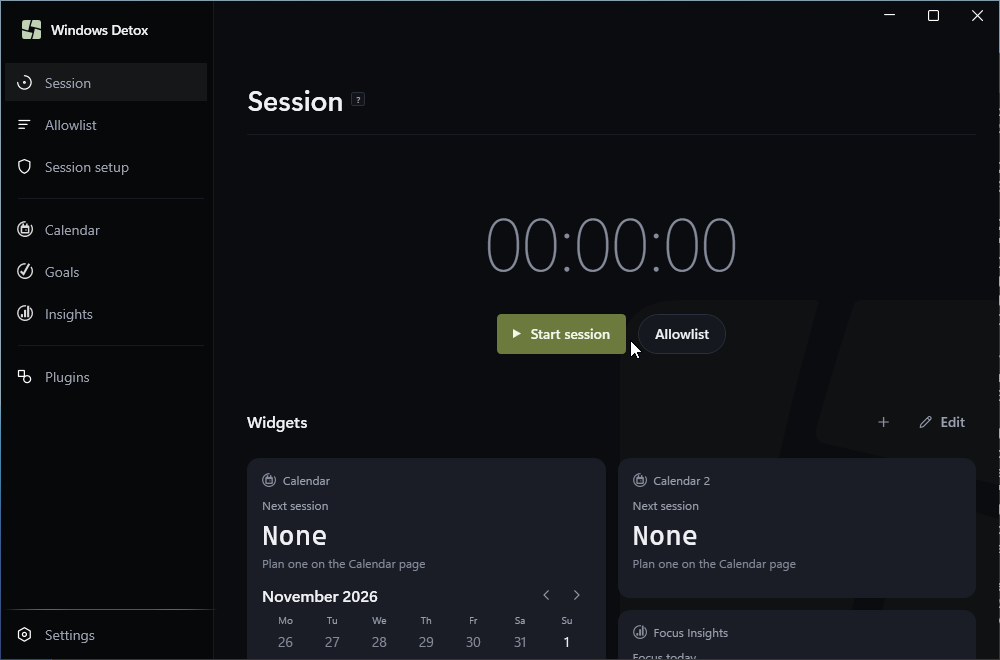 Windows Detox
Session
Allowlist
Session setup
Calendar
Goals
Insights
Plugins
Settings
Session ?
00:00:00
Start session
Allowlist
Widgets
Edit
Calendar
Next session
None
Plan one on the Calendar page
November 2026
Mo Tu We Th Fr Sa Su
26 27 28 29 30 31 1
Calendar 2
Next session
None
Plan one on the Calendar page
Focus Insights
Focus today